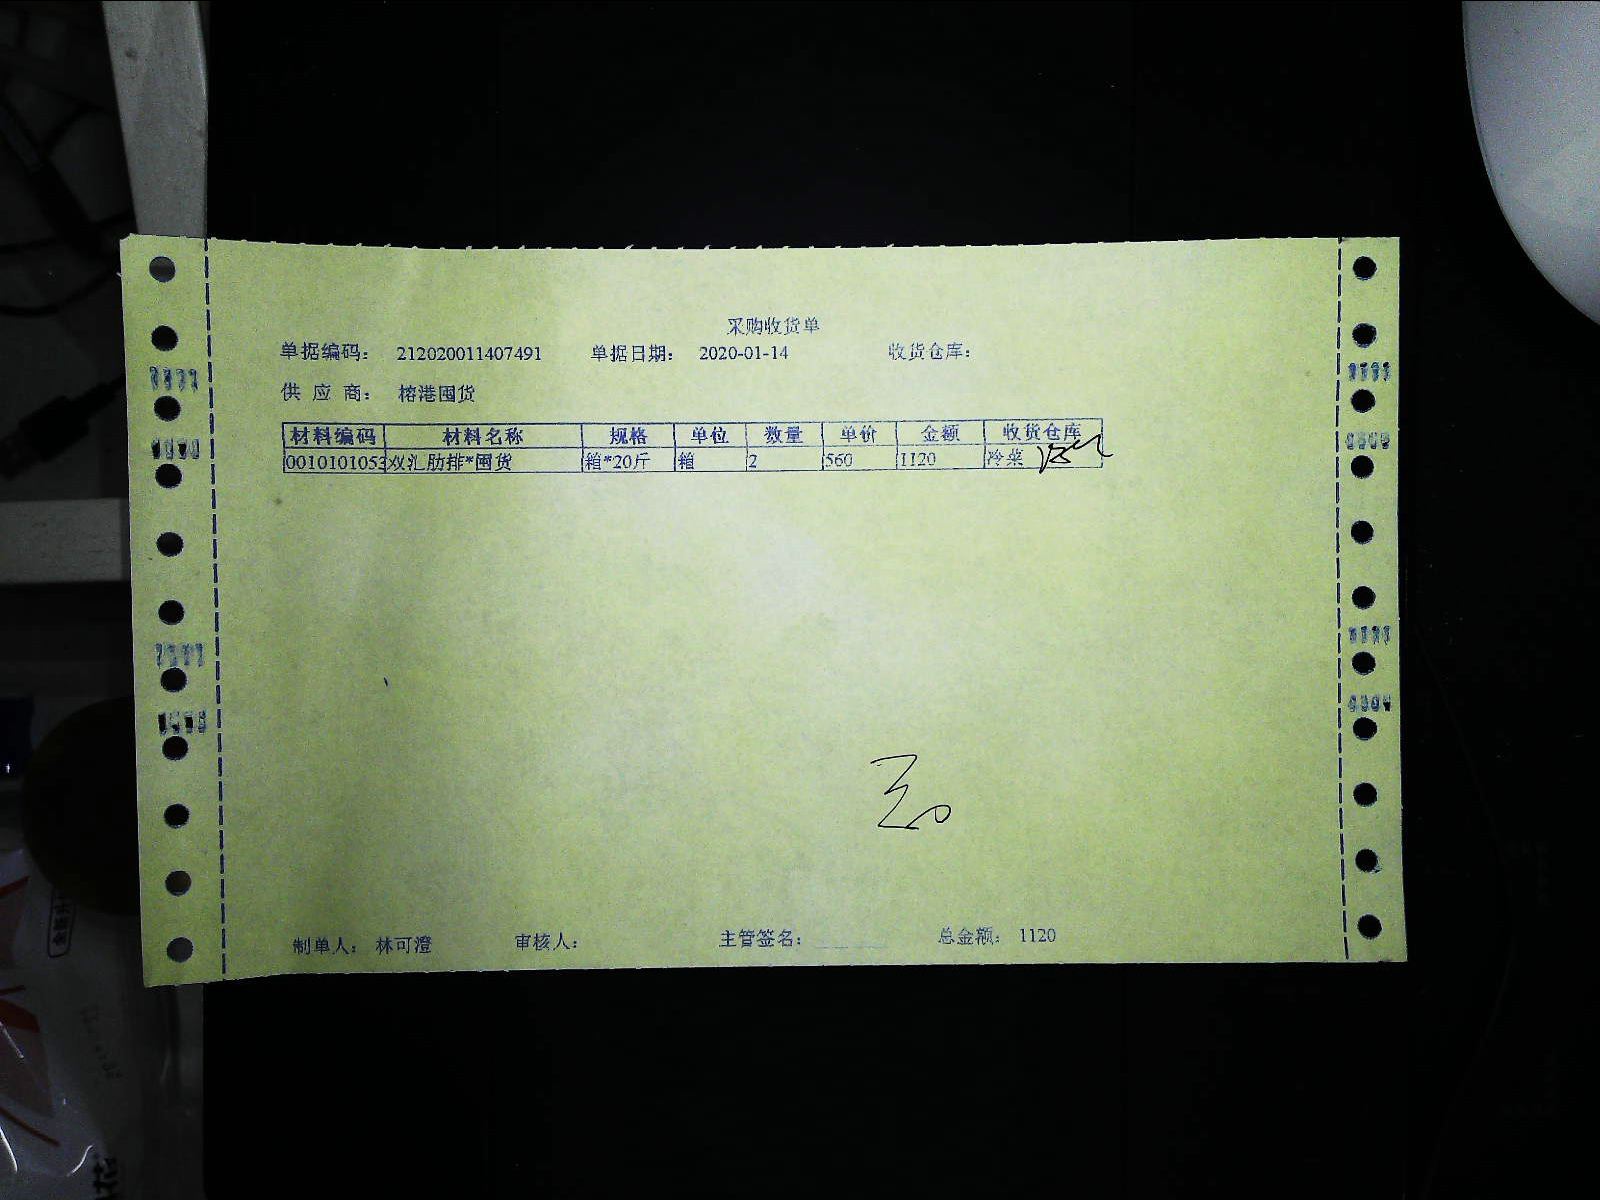 采购收货单
单据编码： 212020011407491 单据日期： 2020-01-14 收货仓库：
供 应 商： 榕港囤货
材料编码 材料名称 规格 单位 数量 单价 金额 收货仓库
0010101053 双汇肋排*囤货 箱*20斤 箱 2 560 1120 冷菜
制单人： 林可澄 审核人： 主管签名： 总金额： 1120